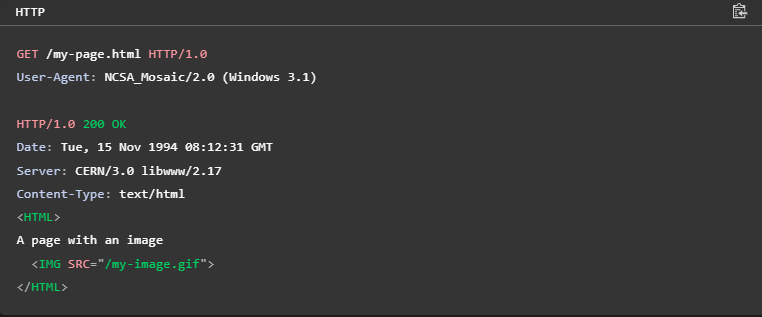 HTTP
GET /my-page.html HTTP/1.0
User-Agent: NCSA_Mosaic/2.0 (Windows 3.1)
HTTP/1.0 200 OK
Date: Tue, 15 Nov 1994 08:12:31 GMT
Server: CERN/3.0 libwww/2.17
Content-Type: text/html
<HTML>
A page with an image
  <IMG SRC="/my-image.gif">
</HTML>